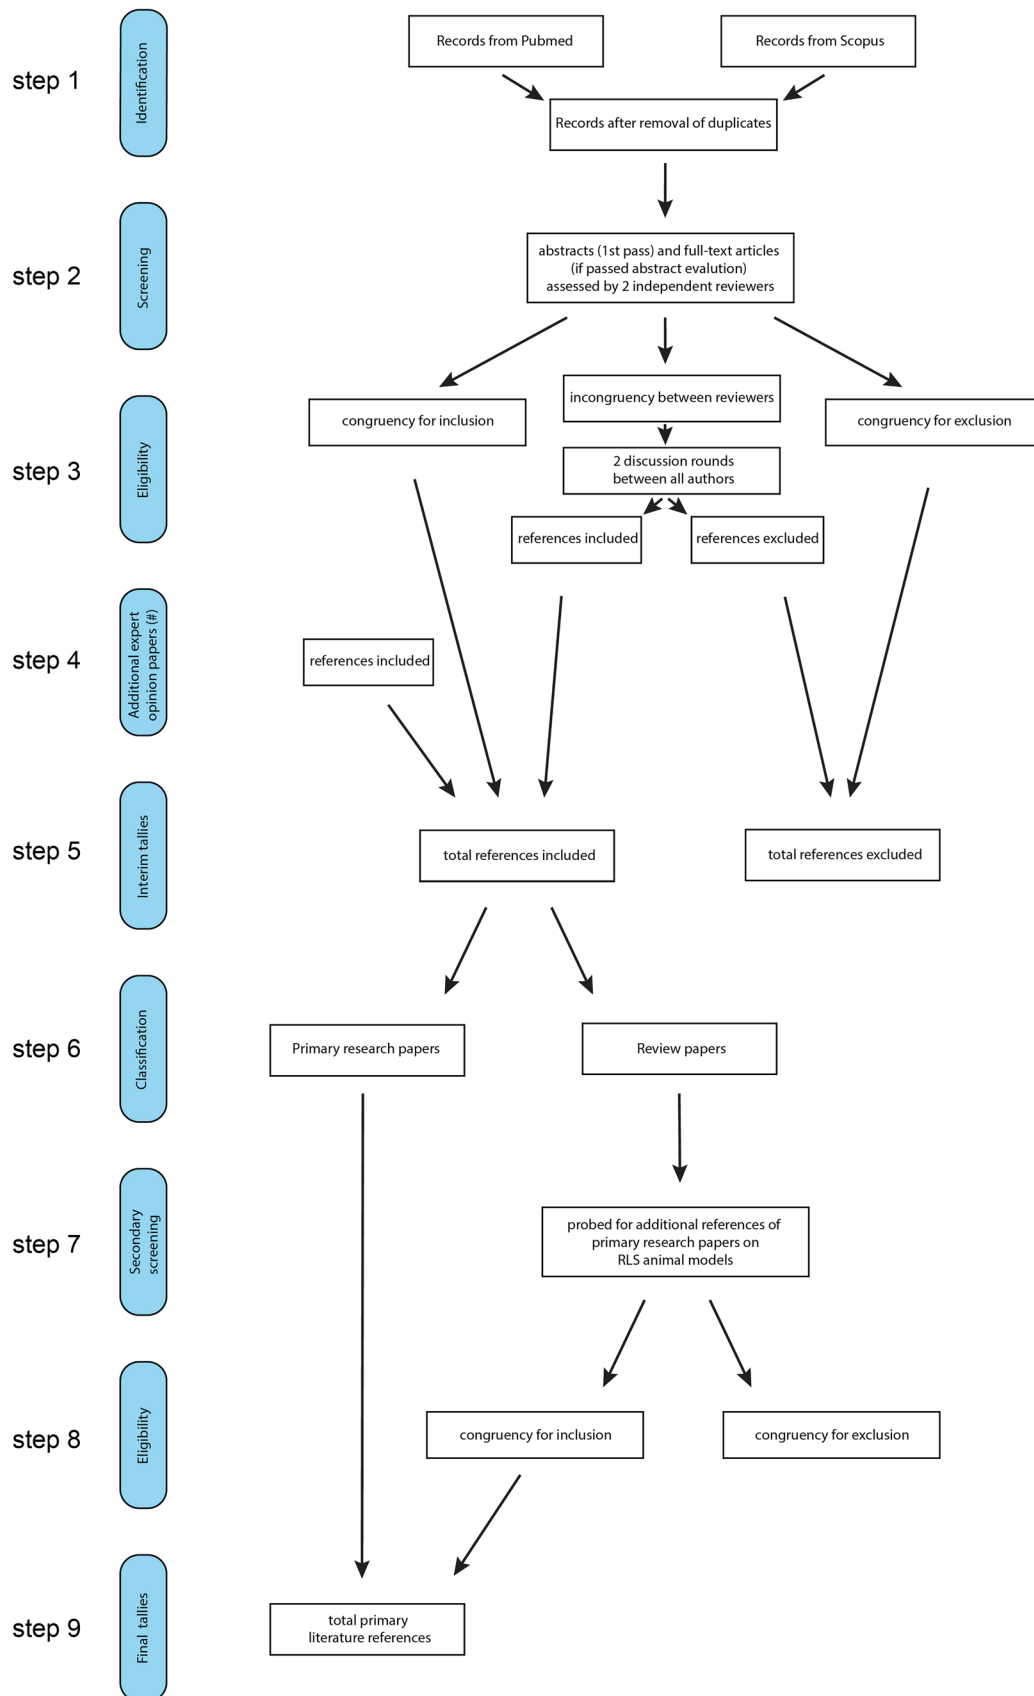 step 1
Identification
Records from Pubmed
Records from Scopus
Records after removal of duplicates
step 2
Screening
abstracts (1st pass) and full-text articles
(if passed abstract evalution)
assessed by 2 independent reviewers
step 3
Eligibility
congruency for inclusion
incongruency between reviewers
congruency for exclusion
2 discussion rounds
between all authors
references included
references excluded
step 4
Additional expert
opinion papers (#)
references included
step 5
Interim tallies
total references included
total references excluded
step 6
Classification
Primary research papers
Review papers
step 7
Secondary
screening
probed for additional references of
primary research papers on
RLS animal models
step 8
Eligibility
congruency for inclusion
congruency for exclusion
step 9
Final tallies
total primary
literature references